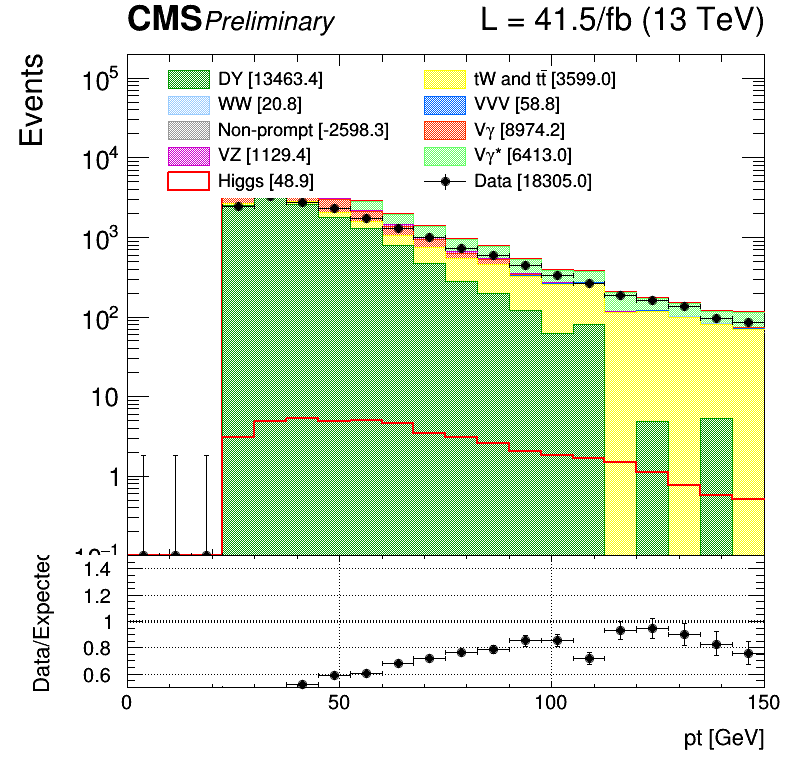 CMS Preliminary L = 41.5/fb (13 TeV)
Events
10⁵
10⁴
10³
10²
10
1
10⁻¹
DY [13463.4]
tW and tt̄ [3599.0]
WW [20.8]
VVV [58.8]
Non-prompt [-2598.3]
Vγ [8974.2]
VZ [1129.4]
Vγ* [6413.0]
Higgs [48.9]
Data [18305.0]
Data/Expected
1.4
1.2
1
0.8
0.6
0 50 100 150
pt [GeV]